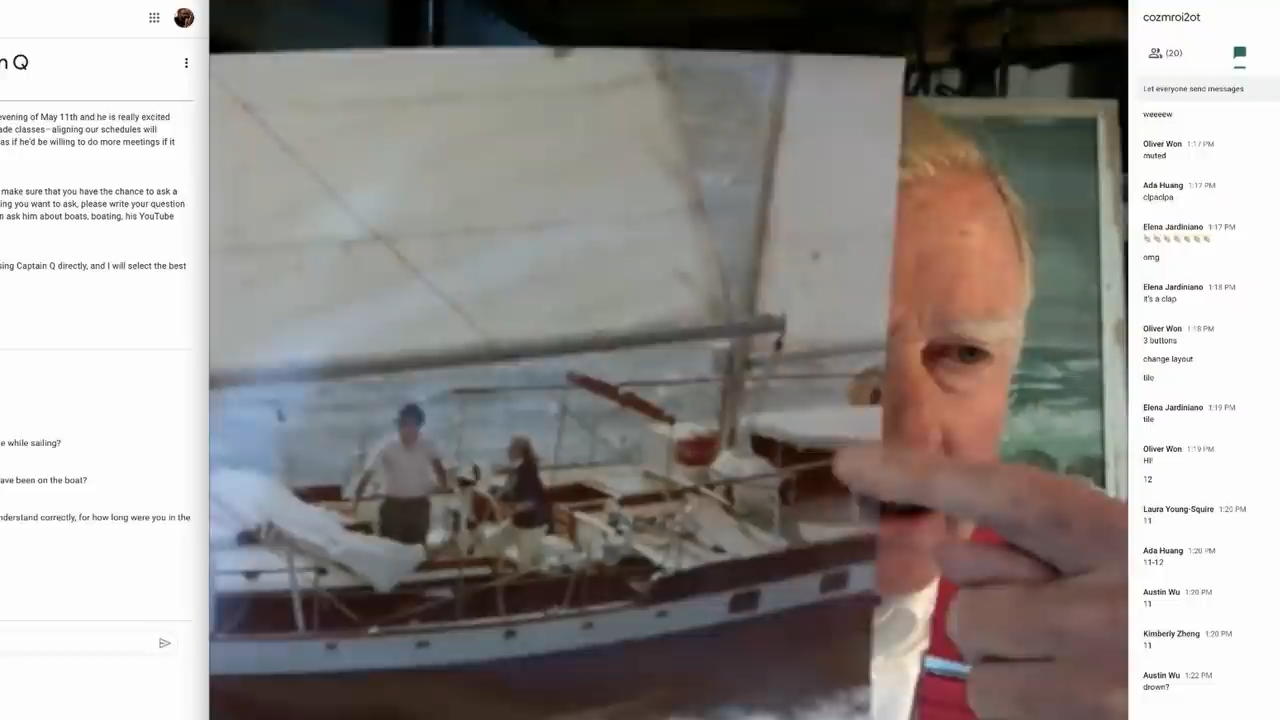 n Q
evening of May 11th and he is really excited
ade classes–aligning our schedules will
as if he'd be willing to do more meetings if it
make sure that you have the chance to ask a
ing you want to ask, please write your question
n ask him about boats, boating, his YouTube
sing Captain Q directly, and I will select the best
e while sailing?
ave been on the boat?
nderstand correctly, for how long were you in the
cozmroi2ot
(20)
Let everyone send messages
weeeew
Oliver Won 1:17 PM
muted
Ada Huang 1:17 PM
clpaclpa
Elena Jardiniano 1:17 PM
omg
Elena Jardiniano 1:18 PM
it's a clap
Oliver Won 1:18 PM
3 buttons
change layout
tile
Elena Jardiniano 1:19 PM
tile
Oliver Won 1:19 PM
HI!
12
Laura Young-Squire 1:20 PM
11
Ada Huang 1:20 PM
11-12
Austin Wu 1:20 PM
11
Kimberly Zheng 1:20 PM
11
Austin Wu 1:22 PM
drown?